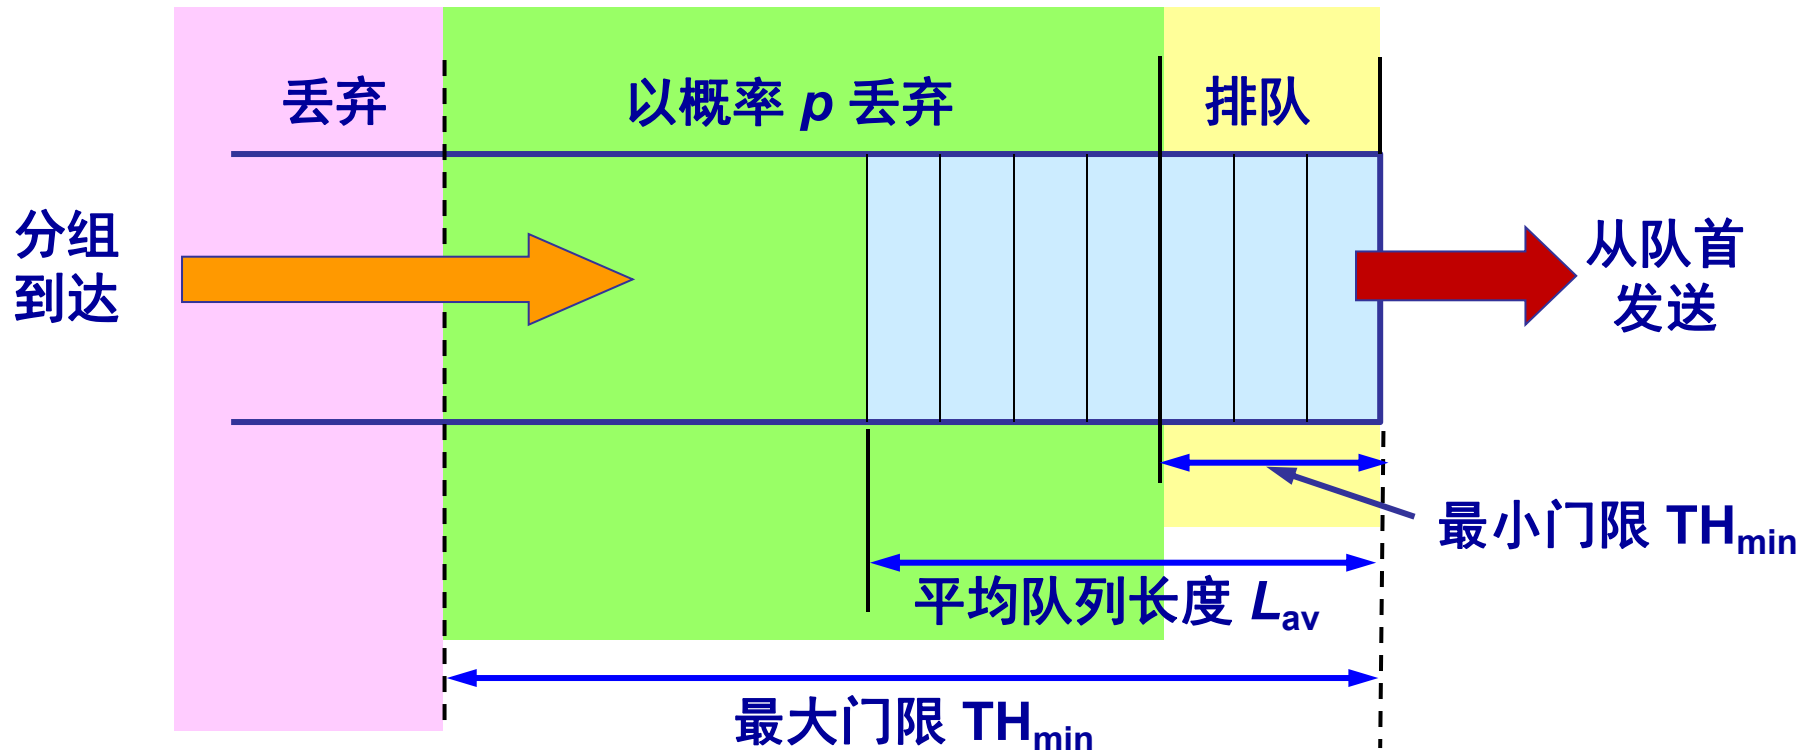 丢弃
以概率 p 丢弃
排队
分组
到达
从队首
发送
最小门限 THmin
平均队列长度 Lav
最大门限 THmin